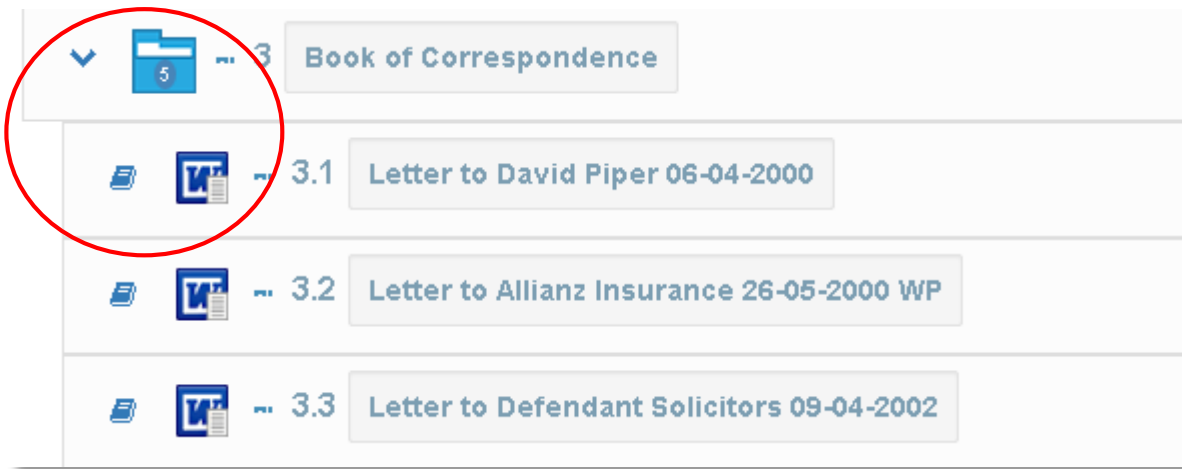 5 3 Book of Correspondence
W 3.1 Letter to David Piper 06-04-2000
W 3.2 Letter to Allianz Insurance 26-05-2000 WP
W 3.3 Letter to Defendant Solicitors 09-04-2002